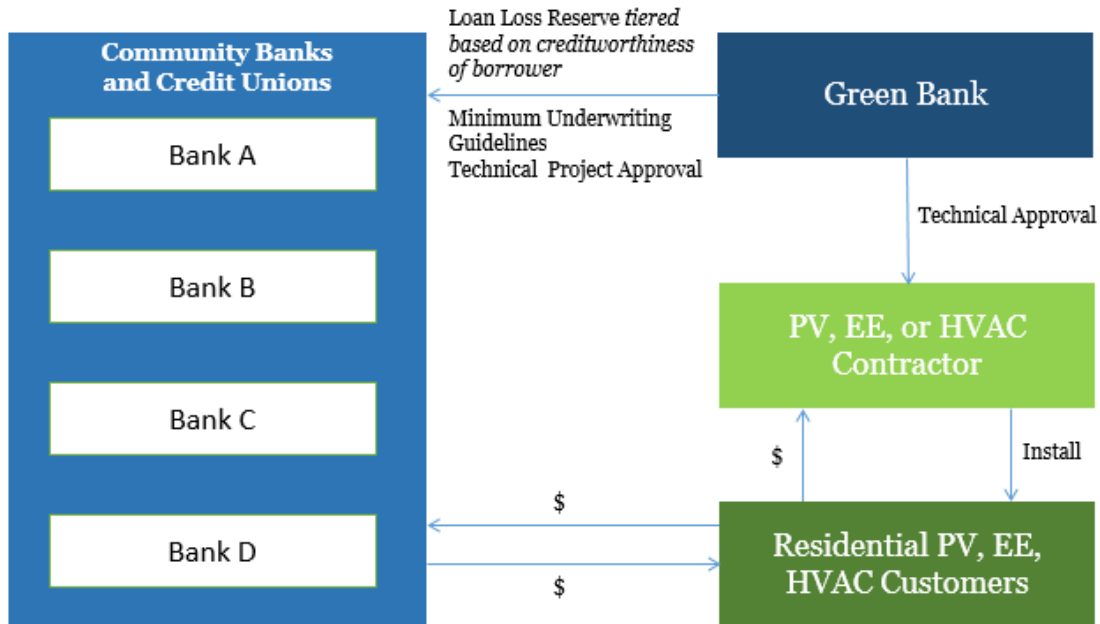 Community Banks
and Credit Unions
Bank A
Bank B
Bank C
Bank D
Loan Loss Reserve tiered
based on creditworthiness
of borrower
Minimum Underwriting
Guidelines
Technical Project Approval
Green Bank
Technical Approval
PV, EE, or HVAC
Contractor
$
Install
$
$
Residential PV, EE,
HVAC Customers